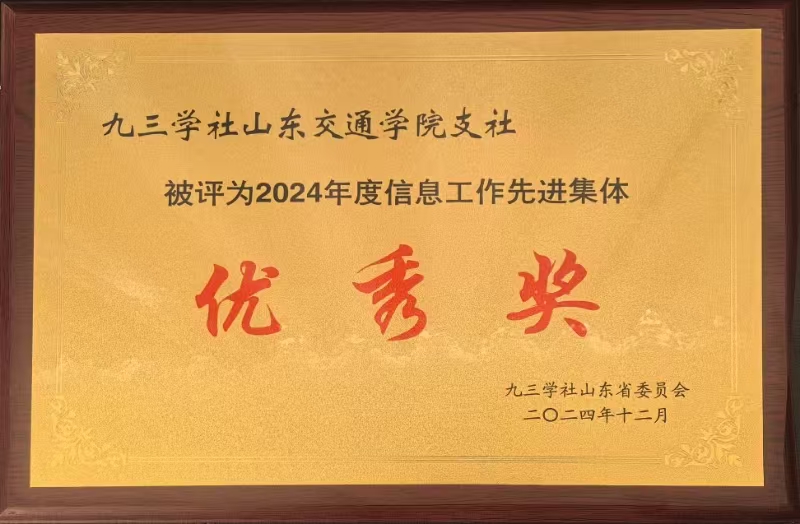 九三学社山东交通学院支社
被评为2024年度信息工作先进集体
优秀奖
九三学社山东省委员会
二〇二四年十二月